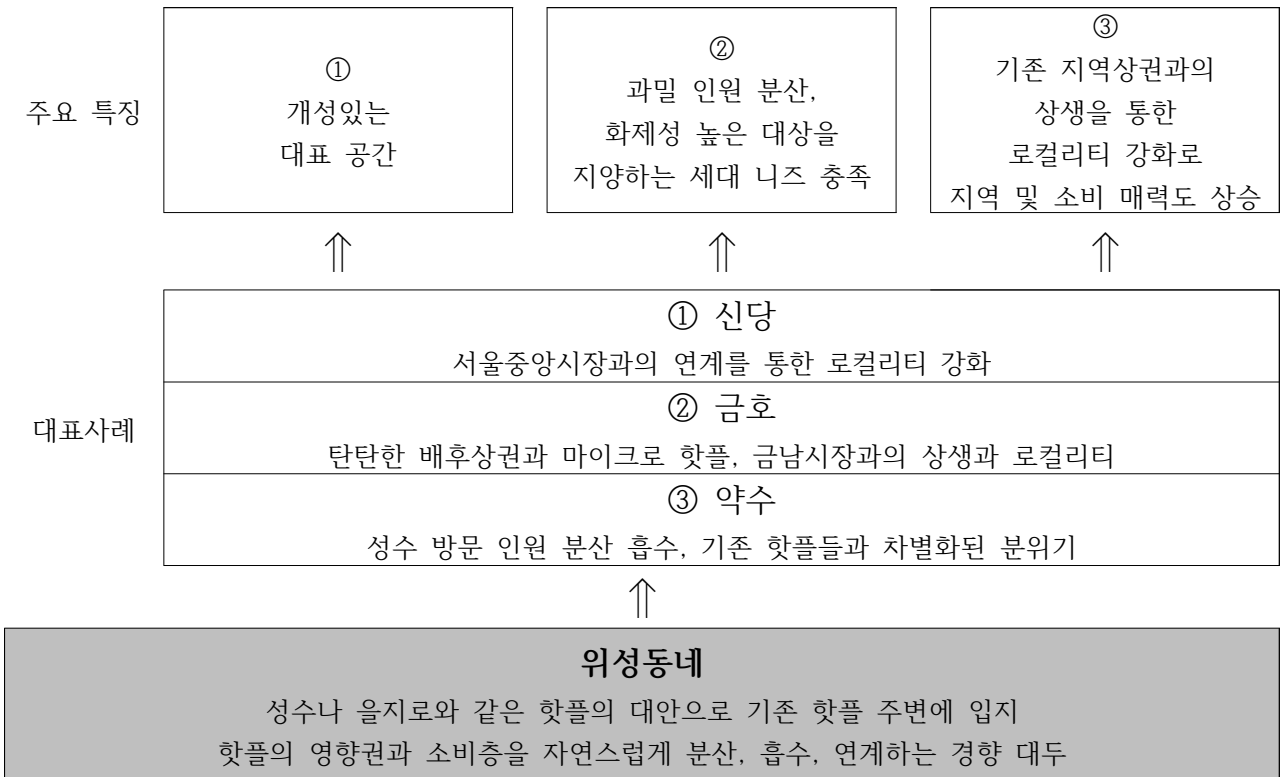 주요 특징
①
개성있는
대표 공간
②
과밀 인원 분산,
화제성 높은 대상을
지양하는 세대 니즈 충족
③
기존 지역상권과의
상생을 통한
로컬리티 강화로
지역 및 소비 매력도 상승
⇑ ⇑ ⇑
대표사례
① 신당
서울중앙시장과의 연계를 통한 로컬리티 강화
② 금호
탄탄한 배후상권과 마이크로 핫플, 금남시장과의 상생과 로컬리티
③ 약수
성수 방문 인원 분산 흡수, 기존 핫플들과 차별화된 분위기
⇑
위성동네
성수나 을지로와 같은 핫플의 대안으로 기존 핫플 주변에 입지
핫플의 영향권과 소비층을 자연스럽게 분산, 흡수, 연계하는 경향 대두